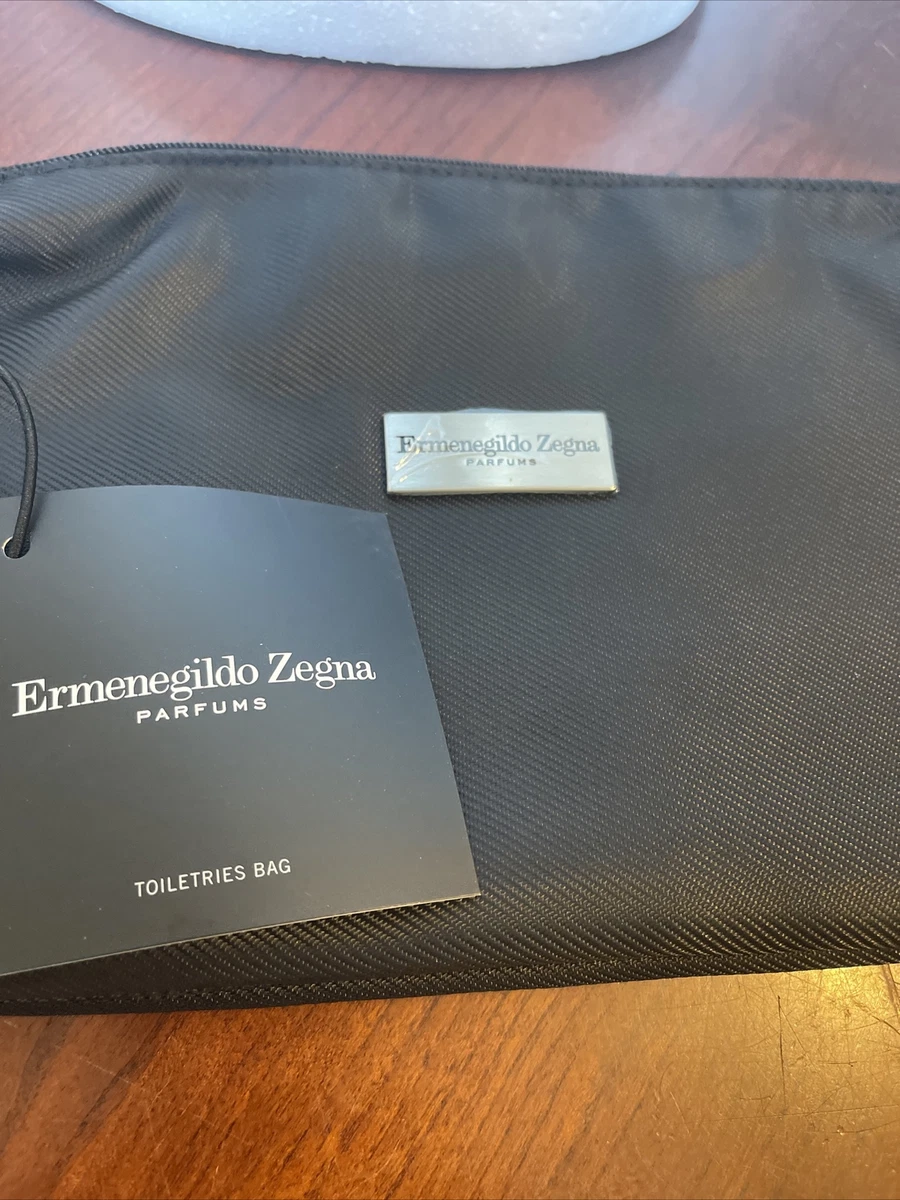 Ermenegildo Zegna
PARFUMS
Ermenegildo Zegna
PARFUMS
TOILETRIES BAG